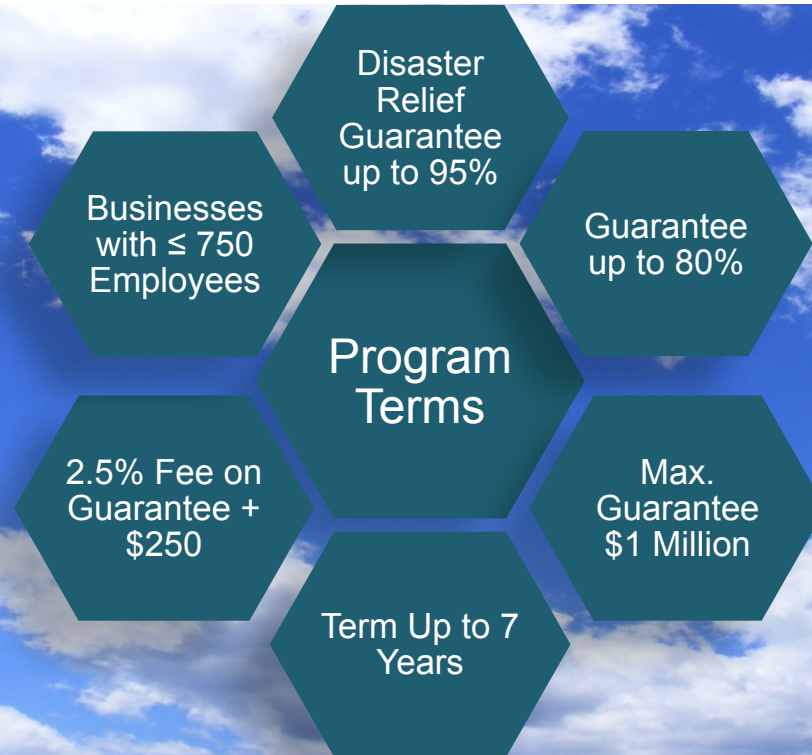 Disaster
Relief
Guarantee
up to 95%
Businesses
with ≤ 750
Employees
Guarantee
up to 80%
Program
Terms
2.5% Fee on
Guarantee +
$250
Max.
Guarantee
$1 Million
Term Up to 7
Years